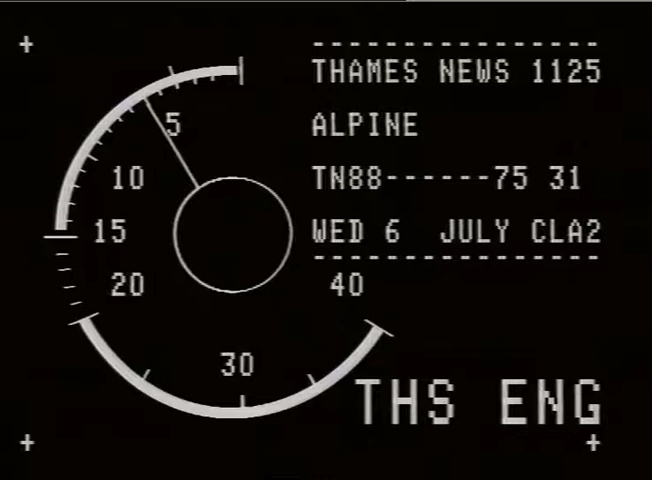 THAMES NEWS 1125
ALPINE
TN88------75 31
WED 6 JULY CLA2
5
10
15
20
30
40
THS ENG